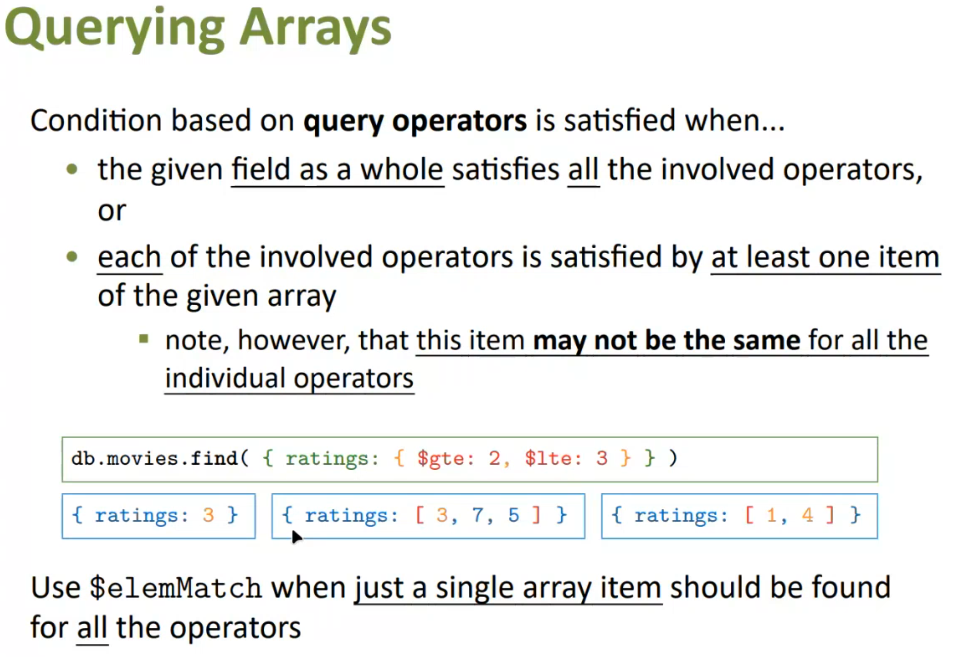 Querying Arrays
Condition based on query operators is satisfied when...
• the given field as a whole satisfies all the involved operators,
or
• each of the involved operators is satisfied by at least one item
of the given array
▪ note, however, that this item may not be the same for all the
individual operators
db.movies.find( { ratings: { $gte: 2, $lte: 3 } } )
{ ratings: 3 } { ratings: [ 3, 7, 5 ] } { ratings: [ 1, 4 ] }
Use $elemMatch when just a single array item should be found
for all the operators